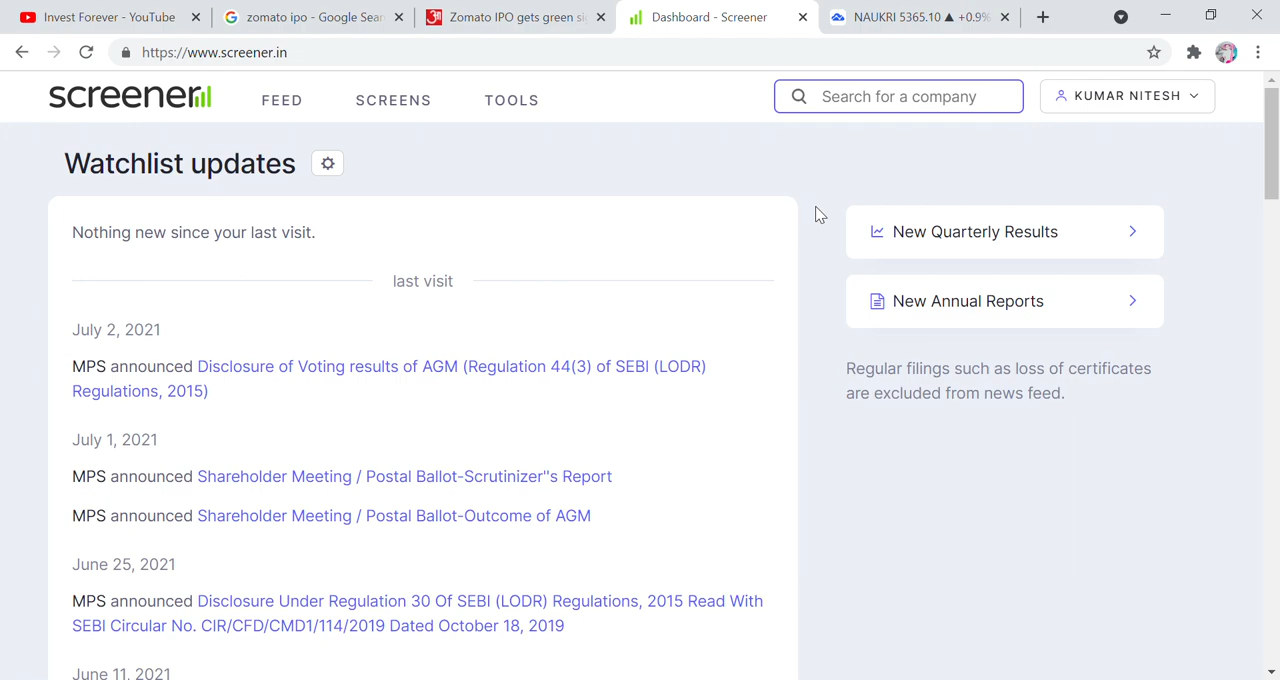 Invest Forever - YouTube
zomato ipo - Google Sear
Zomato IPO gets green si
Dashboard - Screener
NAUKRI 5365.10 ▲ +0.9%
https://www.screener.in
screener
FEED
SCREENS
TOOLS
Search for a company
KUMAR NITESH
Watchlist updates
Nothing new since your last visit.
last visit
July 2, 2021
MPS announced Disclosure of Voting results of AGM (Regulation 44(3) of SEBI (LODR)
Regulations, 2015)
July 1, 2021
MPS announced Shareholder Meeting / Postal Ballot-Scrutinizer"s Report
MPS announced Shareholder Meeting / Postal Ballot-Outcome of AGM
June 25, 2021
MPS announced Disclosure Under Regulation 30 Of SEBI (LODR) Regulations, 2015 Read With
SEBI Circular No. CIR/CFD/CMD1/114/2019 Dated October 18, 2019
June 11, 2021
New Quarterly Results
New Annual Reports
Regular filings such as loss of certificates
are excluded from news feed.